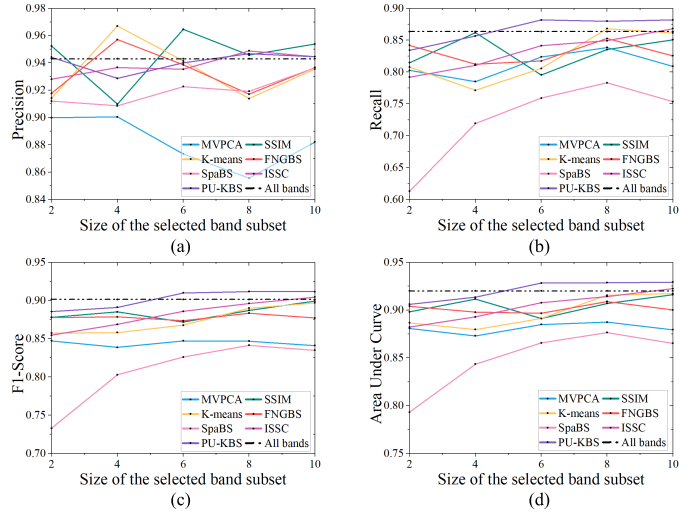 (a)
Precision
0.98
0.96
0.94
0.92
0.90
0.88
0.86
0.84
MVPCA SSIM
K-means FNGBS
SpaBS ISSC
PU-KBS All bands
2 4 6 8 10
Size of the selected band subset
(a)
Recall
0.90
0.85
0.80
0.75
0.70
0.65
0.60
MVPCA SSIM
K-means FNGBS
SpaBS ISSC
PU-KBS All bands
2 4 6 8 10
Size of the selected band subset
(b)
F1-Score
0.95
0.90
0.85
0.80
0.75
0.70
MVPCA SSIM
K-means FNGBS
SpaBS ISSC
PU-KBS All bands
2 4 6 8 10
Size of the selected band subset
(c)
Area Under Curve
0.95
0.90
0.85
0.80
0.75
MVPCA SSIM
K-means FNGBS
SpaBS ISSC
PU-KBS All bands
2 4 6 8 10
Size of the selected band subset
(d)